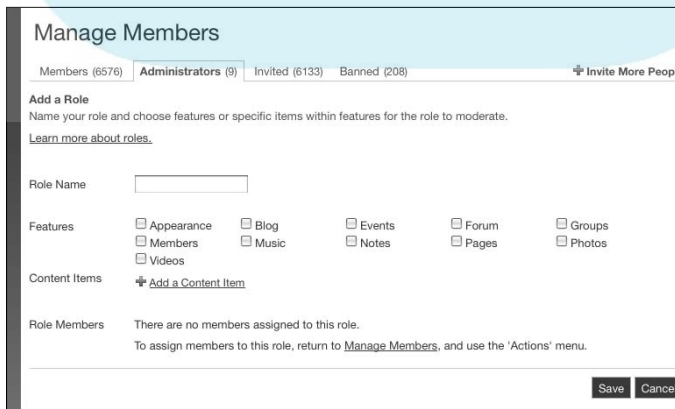 Manage Members
Members (6576) Administrators (9) Invited (6133) Banned (208) Invite More Peop
Add a Role
Name your role and choose features or specific items within features for the role to moderate.
Learn more about roles.
Role Name
Features Appearance Blog Events Forum Groups
Members Music Notes Pages Photos
Videos
Content Items Add a Content Item
Role Members There are no members assigned to this role.
To assign members to this role, return to Manage Members, and use the 'Actions' menu.
Save Cance